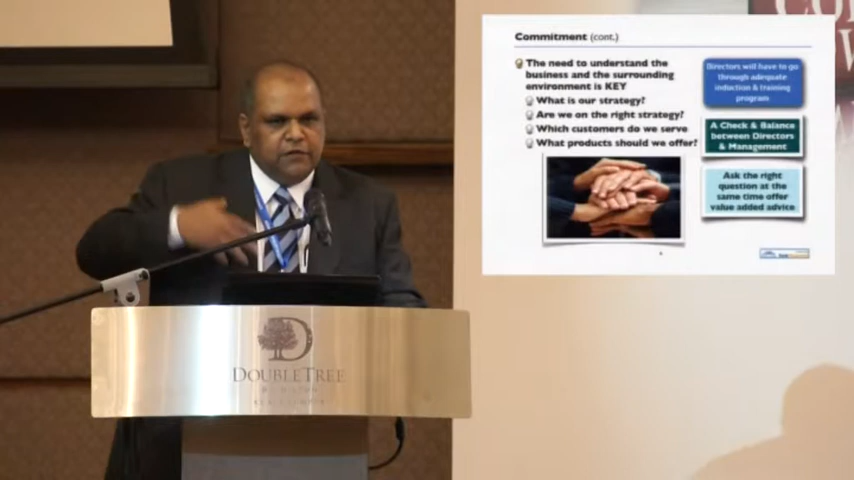 Commitment (cont.)
The need to understand the
business and the surrounding
environment is KEY
What is our strategy?
Are we on the right strategy?
Which customers do we serve
What products should we offer?
Directors will have to go
through adequate
induction & training
program
A Check & Balance
between Directors
& Management
Ask the right
question at the
same time offer
value added advice
D
DOUBLETREE